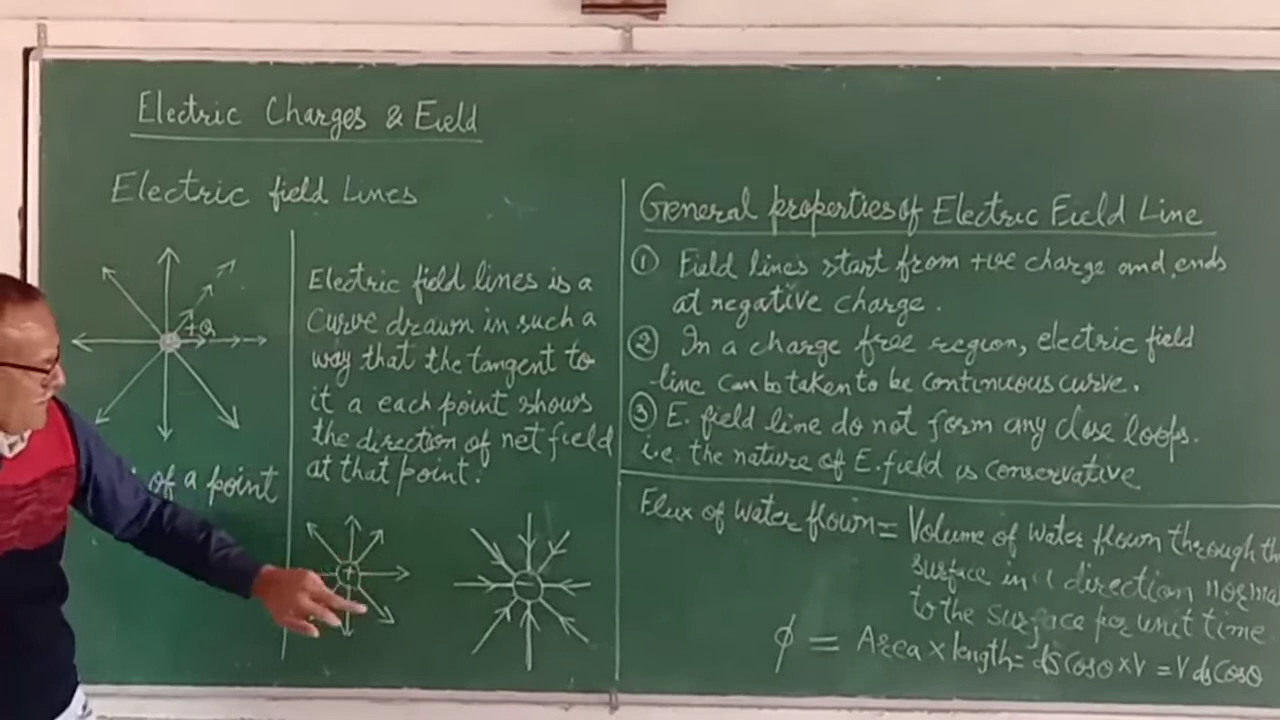 Electric Charges & Field
Electric field Lines
+Q
of a point
Electric field lines is a
curve drawn in such a
way that the tangent to
it a each point shows
the direction of net field
at that point.
+
−
General properties of Electric Field Line
① Field lines start from +ve charge and ends
at negative charge.
② In a charge free region, electric field
line can be taken to be continuous curve.
③ E. field line do not form any close loops.
i.e. the nature of E. field is conservative
Flux of water flown = Volume of water flown through th
surface in a direction norma
to the surface per unit time
ϕ = Area × length = ds Cosθ × V = V ds Cosθ